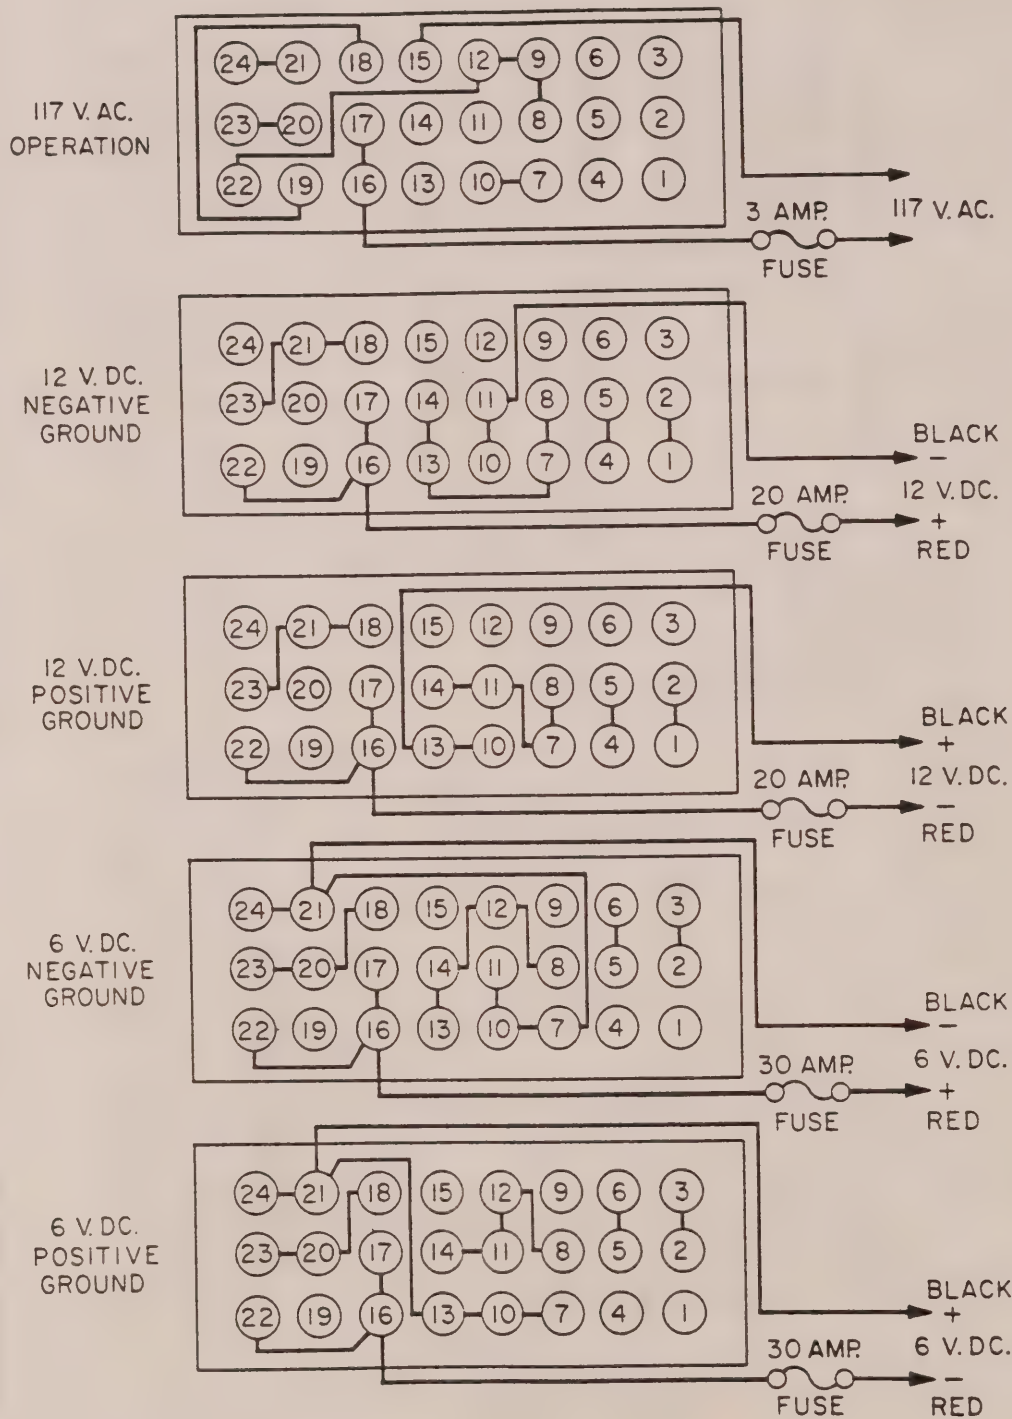 117 V. AC.
OPERATION
24 21 18 15 12 9 6 3
23 20 17 14 11 8 5 2
22 19 16 13 10 7 4 1
3 AMP.
FUSE
117 V. AC.
12 V. DC.
NEGATIVE
GROUND
24 21 18 15 12 9 6 3
23 20 17 14 11 8 5 2
22 19 16 13 10 7 4 1
BLACK
−
20 AMP.
FUSE
12 V. DC.
+
RED
12 V. DC.
POSITIVE
GROUND
24 21 18 15 12 9 6 3
23 20 17 14 11 8 5 2
22 19 16 13 10 7 4 1
BLACK
+
20 AMP.
FUSE
12 V. DC.
−
RED
6 V. DC.
NEGATIVE
GROUND
24 21 18 15 12 9 6 3
23 20 17 14 11 8 5 2
22 19 16 13 10 7 4 1
BLACK
−
30 AMP.
FUSE
6 V. DC.
+
RED
6 V. DC.
POSITIVE
GROUND
24 21 18 15 12 9 6 3
23 20 17 14 11 8 5 2
22 19 16 13 10 7 4 1
BLACK
+
30 AMP.
FUSE
6 V. DC.
−
RED